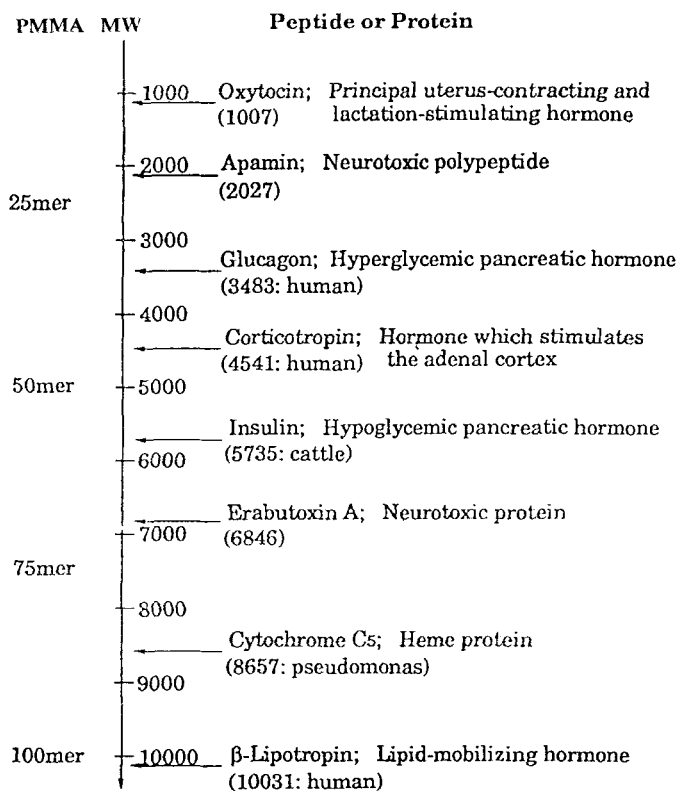 PMMA MW Peptide or Protein
1000 Oxytocin; Principal uterus-contracting and
(1007) lactation-stimulating hormone
2000 Apamin; Neurotoxic polypeptide
(2027)
25mer
3000
Glucagon; Hyperglycemic pancreatic hormone
(3483: human)
4000
Corticotropin; Hormone which stimulates
(4541: human) the adenal cortex
50mer 5000
Insulin; Hypoglycemic pancreatic hormone
(5735: cattle)
6000
Erabutoxin A; Neurotoxic protein
(6846)
7000
75mer
8000
Cytochrome C5; Heme protein
(8657: pseudomonas)
9000
100mer 10000 β-Lipotropin; Lipid-mobilizing hormone
(10031: human)